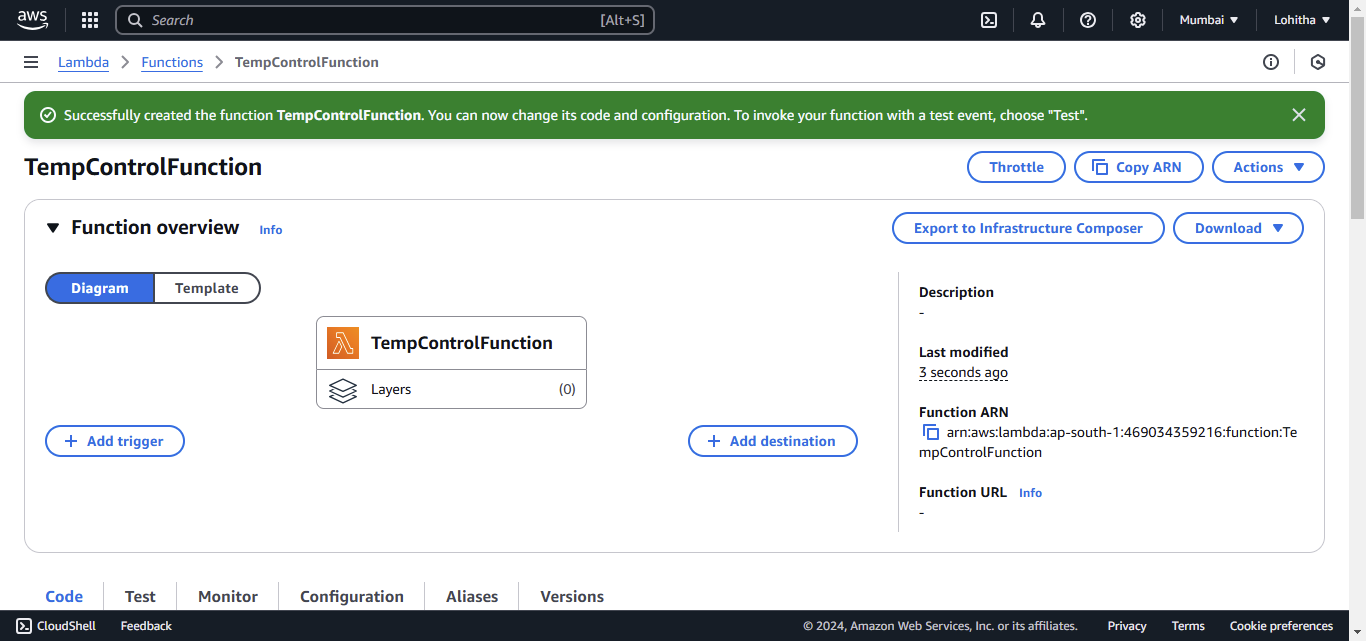 aws
Search
[Alt+S]
Mumbai
Lohitha
Lambda
Functions
TempControlFunction
Successfully created the function TempControlFunction. You can now change its code and configuration. To invoke your function with a test event, choose "Test".
TempControlFunction
Throttle
Copy ARN
Actions
Function overview
Info
Export to Infrastructure Composer
Download
Diagram
Template
TempControlFunction
Layers
(0)
Add trigger
Add destination
Description
-
Last modified
3 seconds ago
Function ARN
arn:aws:lambda:ap-south-1:469034359216:function:Te
mpControlFunction
Function URL
Info
-
Code
Test
Monitor
Configuration
Aliases
Versions
CloudShell
Feedback
© 2024, Amazon Web Services, Inc. or its affiliates.
Privacy
Terms
Cookie preferences